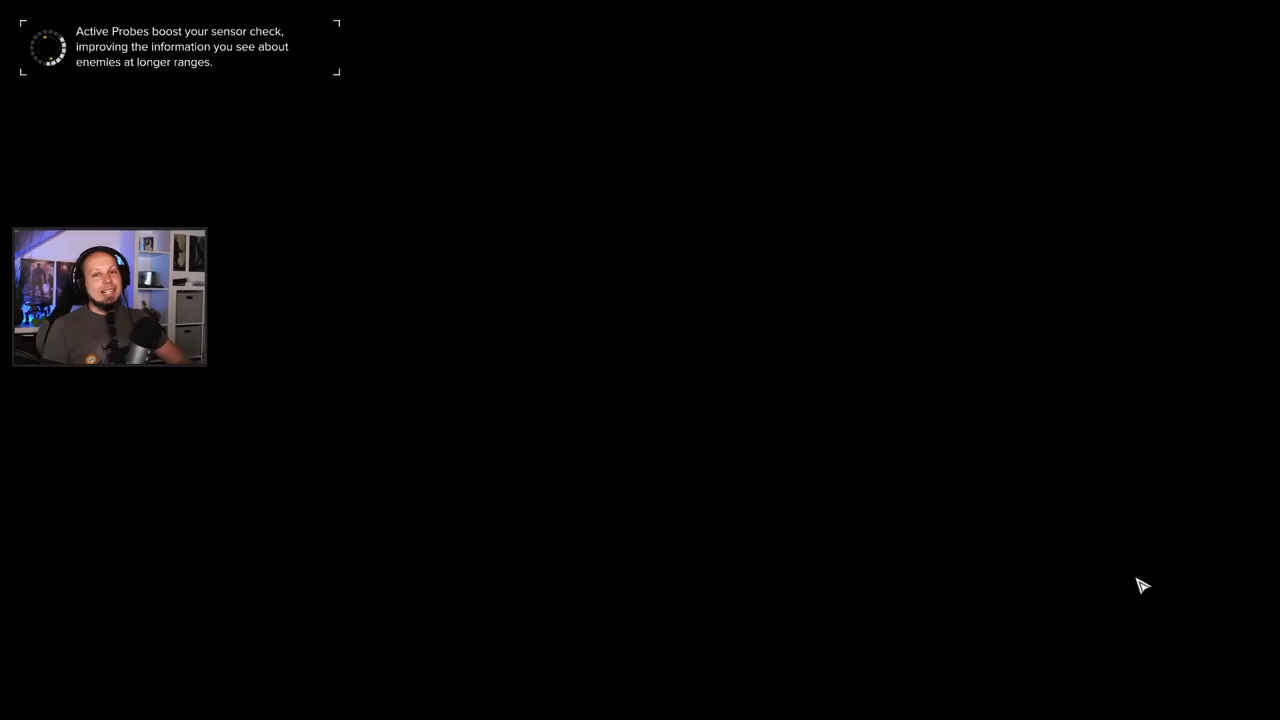 Active Probes boost your sensor check,
improving the information you see about
enemies at longer ranges.